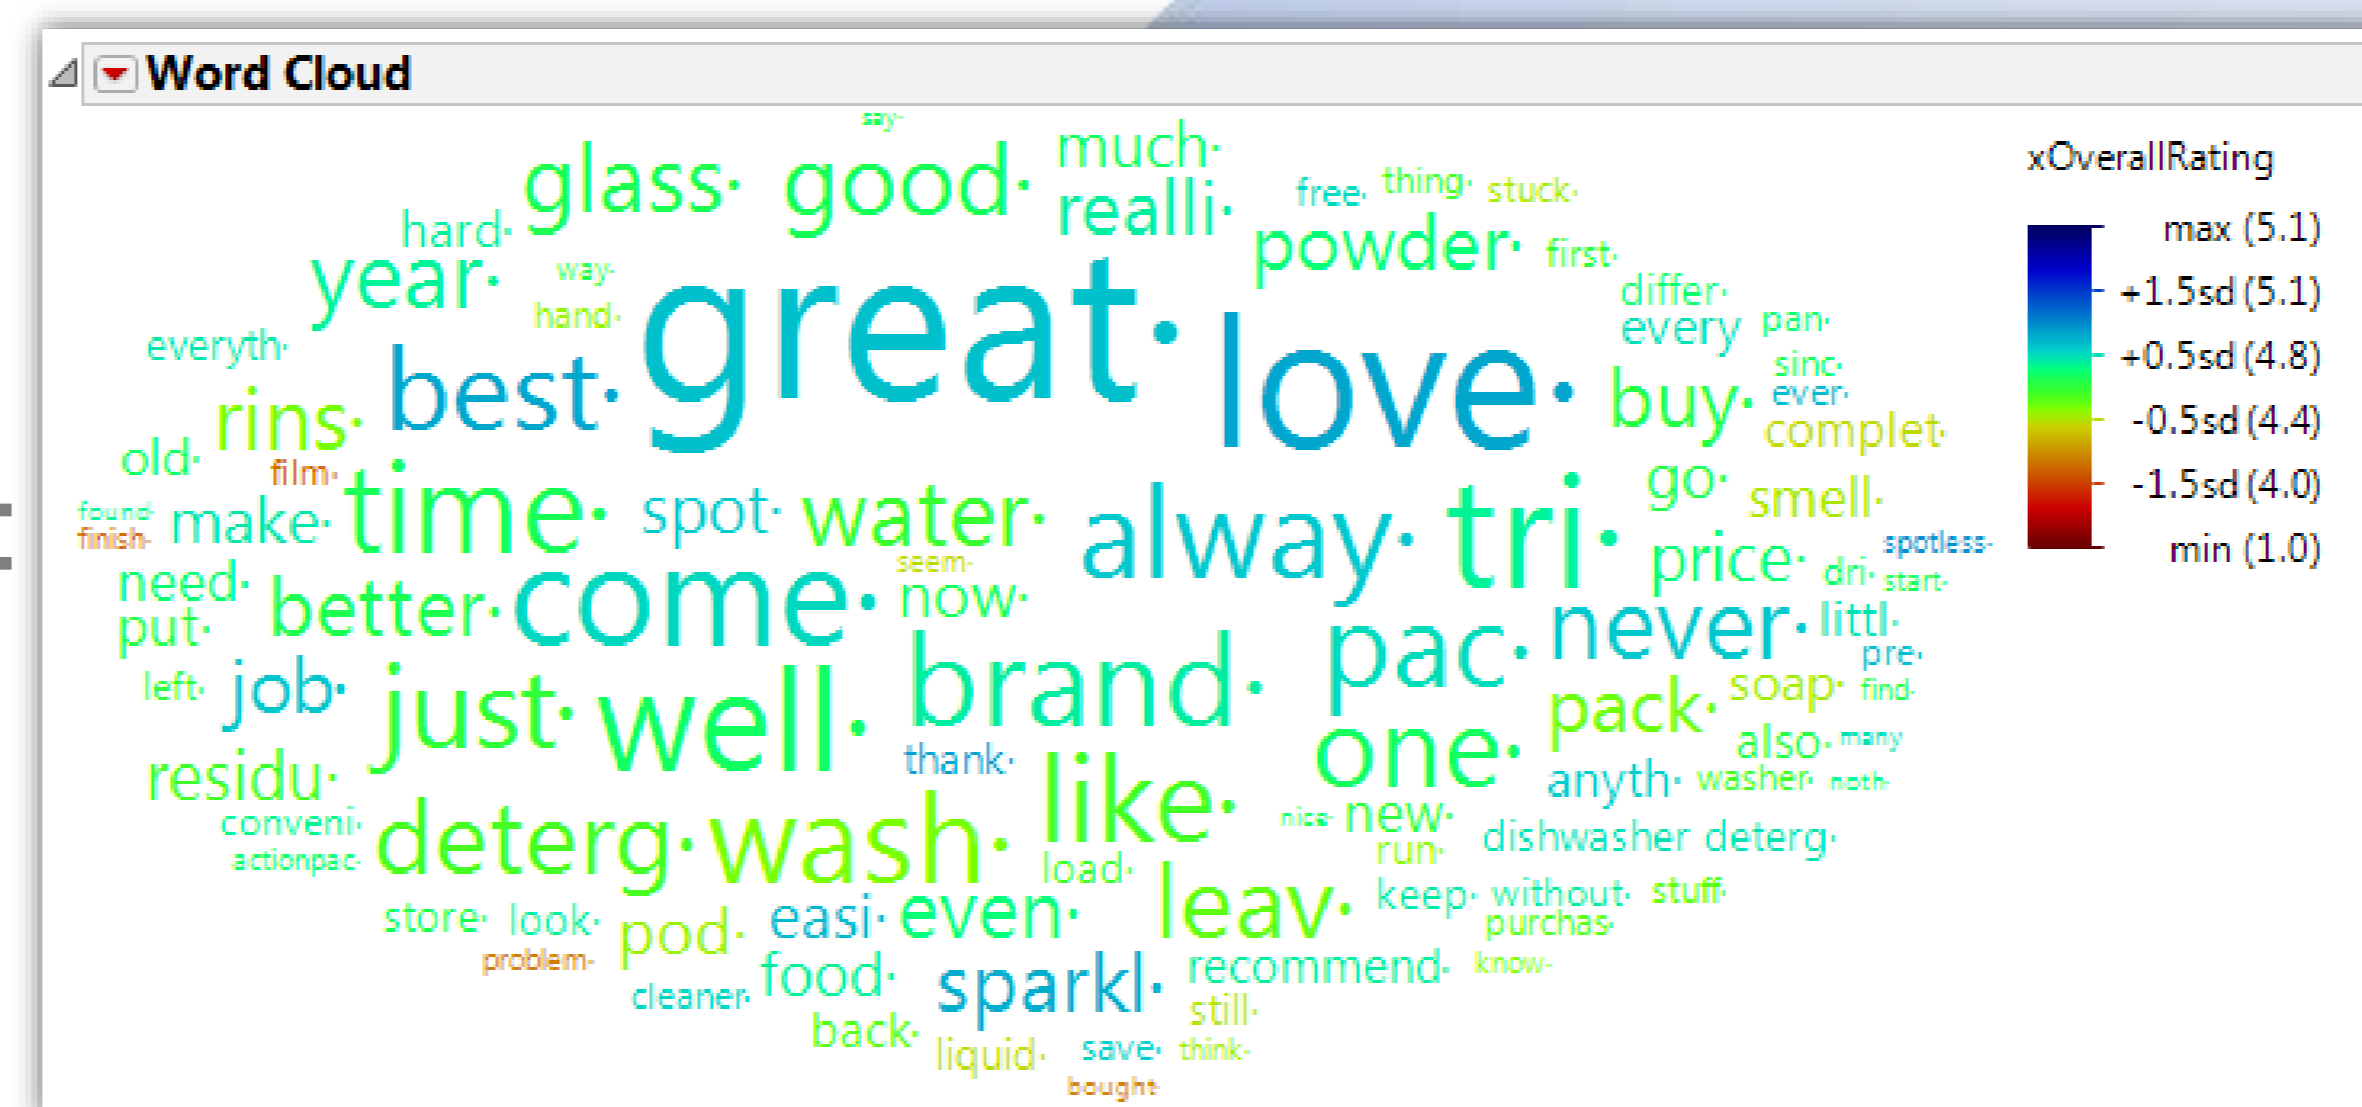 Word Cloud
say·
glass· good· much·
realli·
free· thing· stuck·
hard·
year·
way·
hand·
powder· first·
differ·
every pan·
everyth·
best· great· love·
buy· sinc·
ever·
complet·
rins·
old·
film·
time· spot· water· alway· tri·
go· smell·
found·
finish·
make·
seem·
now·
price· dri· spotless·
start·
need·
put·
better· come·
brand· pac· never· littl·
pre·
left· job· just· well·
one· pack· soap· find·
also· many
residu·
thank·
like·
anyth· washer· noth·
conveni·
actionpac·
deterg· wash·
load·
nice· new·
run·
dishwasher deterg·
store· look· pod· easi· even· leav· keep· without· stuff·
purchas·
problem·
cleaner· food· sparkl· recommend· know·
still·
back· liquid· save· think·
bought·
xOverallRating
max (5.1)
+1.5sd (5.1)
+0.5sd (4.8)
-0.5sd (4.4)
-1.5sd (4.0)
min (1.0)